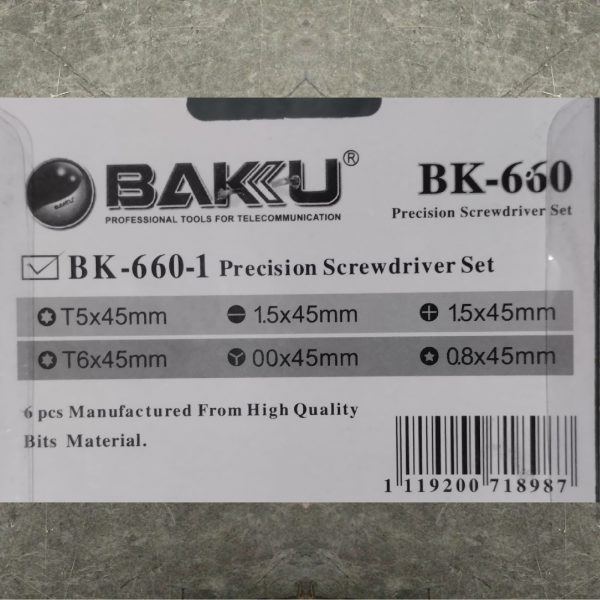 BAKKU
BAKU®
PROFESSIONAL TOOLS FOR TELECOMMUNICATION
BK-660
Precision Screwdriver Set
BK-660-1 Precision Screwdriver Set
T5x45mm 1.5x45mm 1.5x45mm
T6x45mm 00x45mm 0.8x45mm
6 pcs Manufactured From High Quality
Bits Material.
1 119200 718987